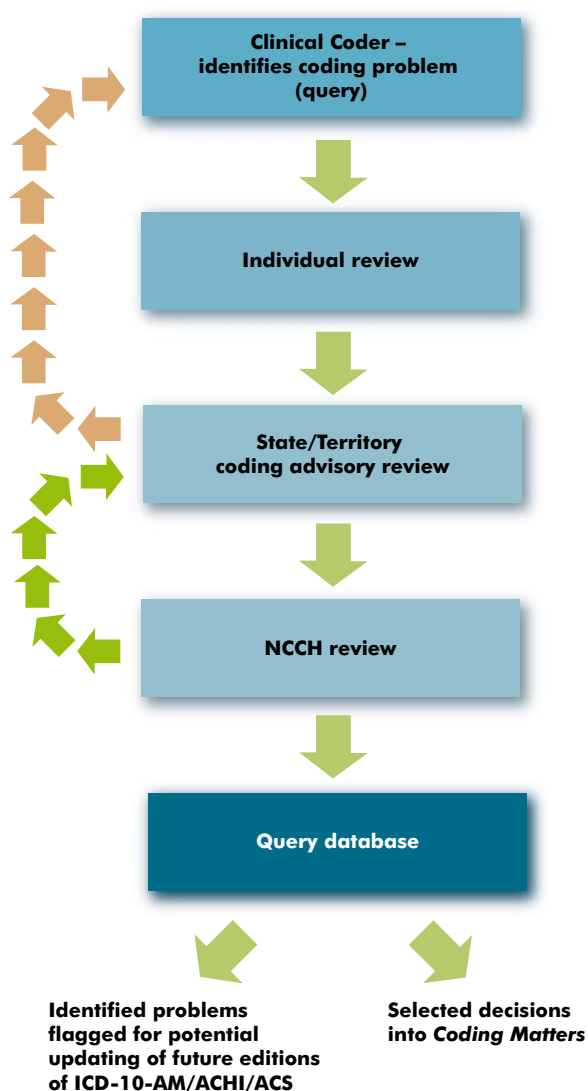 Clinical Coder –
identifies coding problem
(query)
Individual review
State/Territory
coding advisory review
NCCH review
Query database
Identified problems
flagged for potential
updating of future editions
of ICD-10-AM/ACHI/ACS
Selected decisions
into Coding Matters